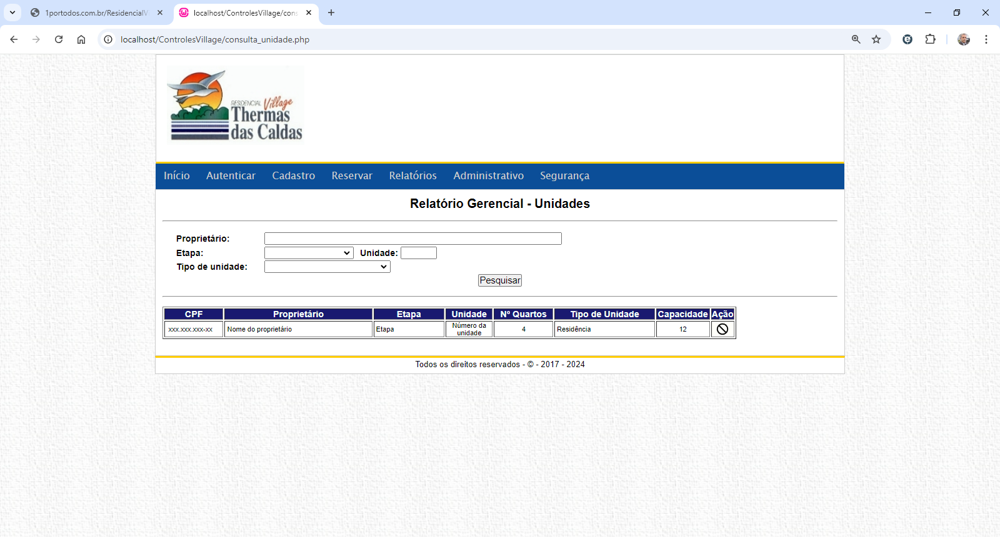 1portodos.com.br/ResidencialV
localhost/ControlesVillage/cons
localhost/ControlesVillage/consulta_unidade.php
RESIDENCIAL Village
Thermas
das Caldas
Início Autenticar Cadastro Reservar Relatórios Administrativo Segurança
Relatório Gerencial - Unidades
Proprietário:
Etapa: Unidade:
Tipo de unidade:
Pesquisar
CPF Proprietário Etapa Unidade Nº Quartos Tipo de Unidade Capacidade Ação
xxx.xxx.xxx-xx Nome do proprietário Etapa Número da unidade 4 Residência 12
Todos os direitos reservados - © - 2017 - 2024